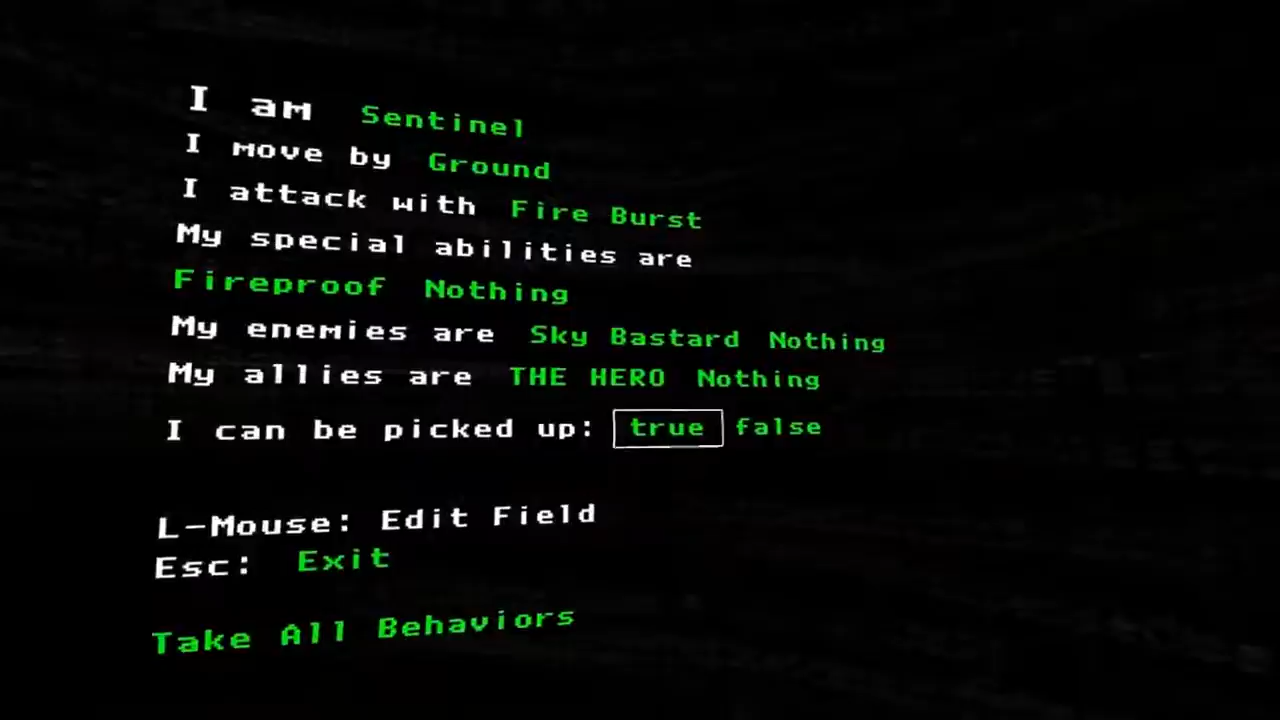 I am Sentinel
I move by Ground
I attack with Fire Burst
My special abilities are
Fireproof Nothing
My enemies are Sky Bastard Nothing
My allies are THE HERO Nothing
I can be picked up: true false
L-Mouse: Edit Field
Esc: Exit
Take All Behaviors